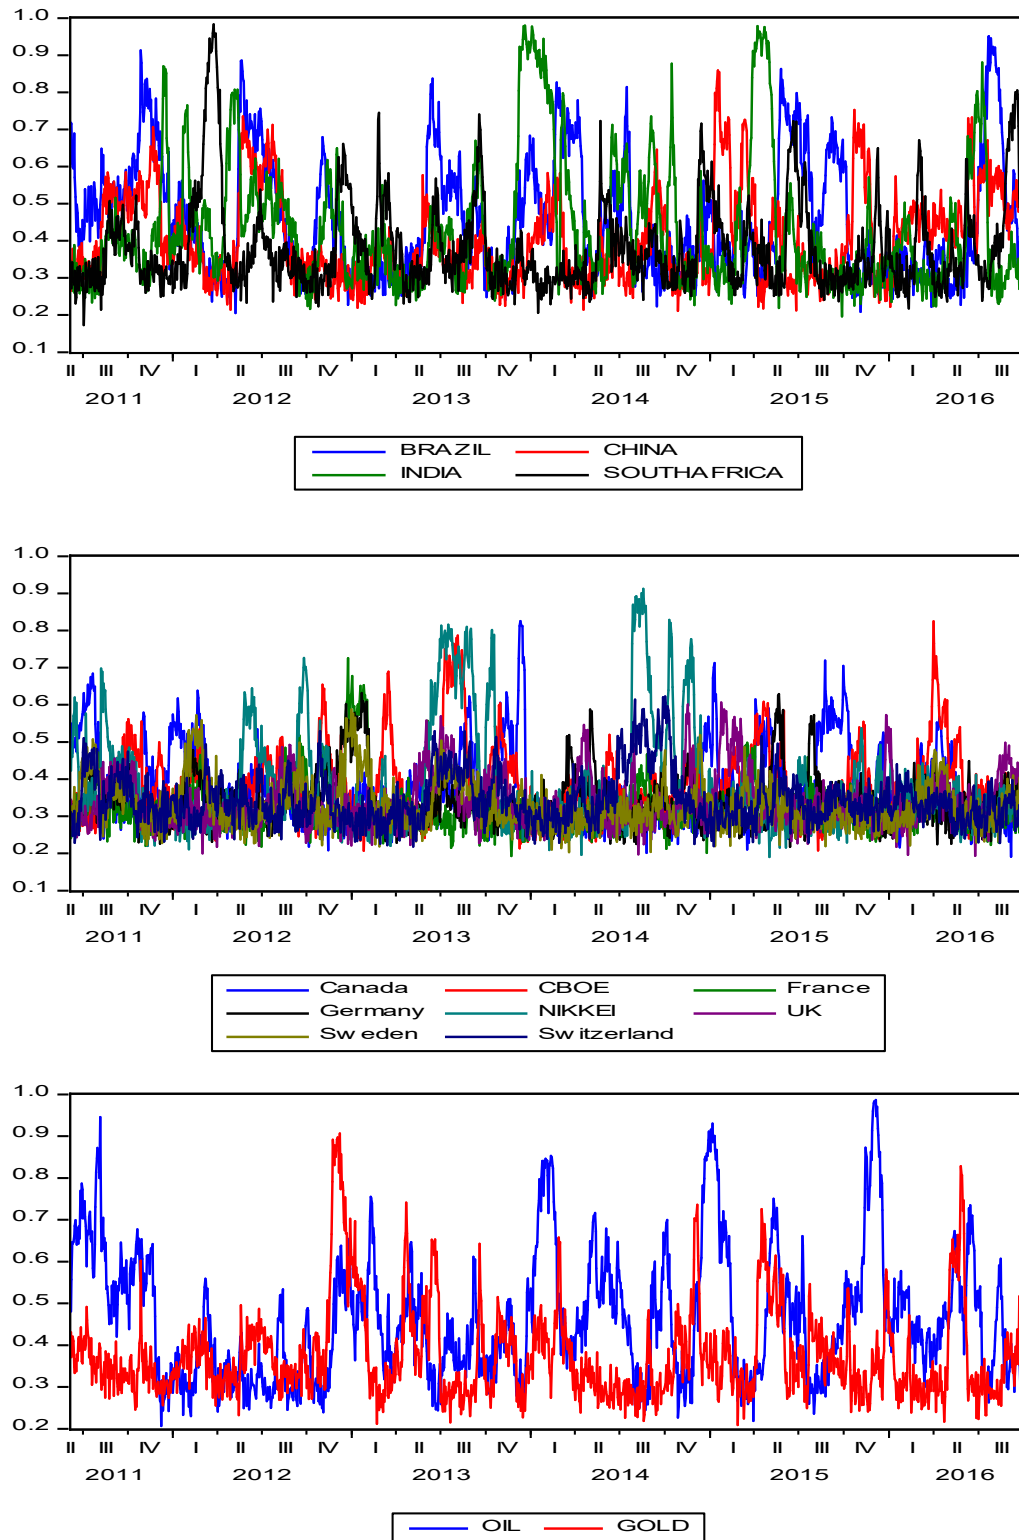 1.0
0.9
0.8
0.7
0.6
0.5
0.4
0.3
0.2
0.1
II III IV I II III IV I II III IV I II III IV I II III IV I II III
2011 2012 2013 2014 2015 2016
BRAZIL CHINA
INDIA SOUTHAFRICA
1.0
0.9
0.8
0.7
0.6
0.5
0.4
0.3
0.2
0.1
II III IV I II III IV I II III IV I II III IV I II III IV I II III
2011 2012 2013 2014 2015 2016
Canada CBOE France
Germany NIKKEI UK
Sweden Switzerland
1.0
0.9
0.8
0.7
0.6
0.5
0.4
0.3
0.2
II III IV I II III IV I II III IV I II III IV I II III IV I II III
2011 2012 2013 2014 2015 2016
OIL GOLD